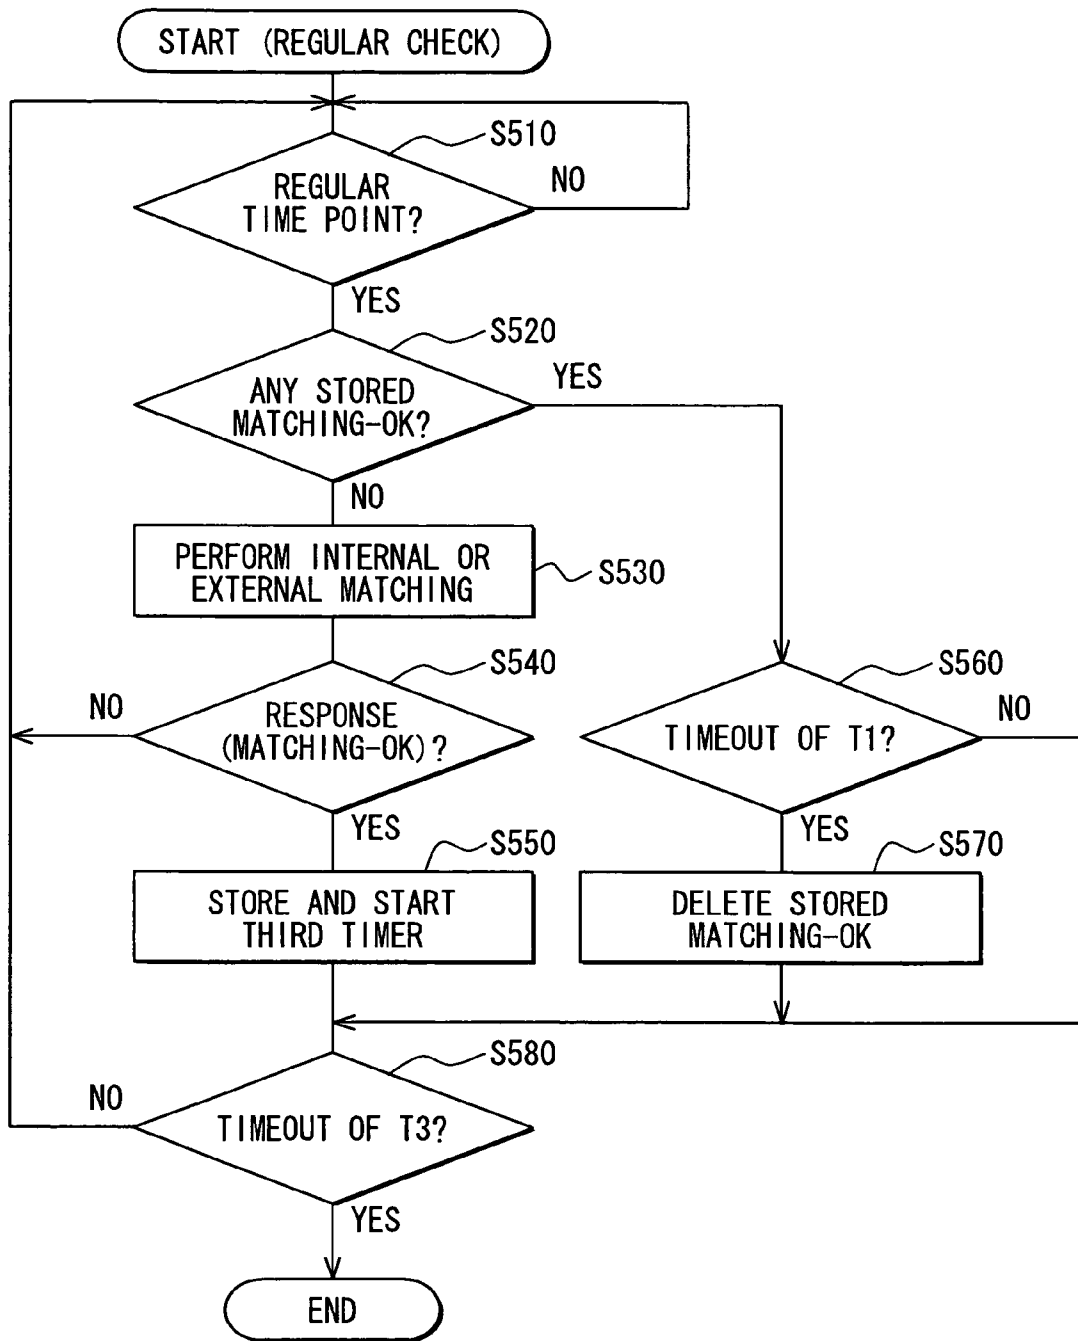 START (REGULAR CHECK)
S510
REGULAR
TIME POINT?
NO
YES
S520
ANY STORED
MATCHING-OK?
YES
NO
PERFORM INTERNAL OR
EXTERNAL MATCHING
S530
S540
RESPONSE
(MATCHING-OK)?
NO
YES
S550
STORE AND START
THIRD TIMER
S560
TIMEOUT OF T1?
NO
YES
S570
DELETE STORED
MATCHING-OK
S580
TIMEOUT OF T3?
NO
YES
END